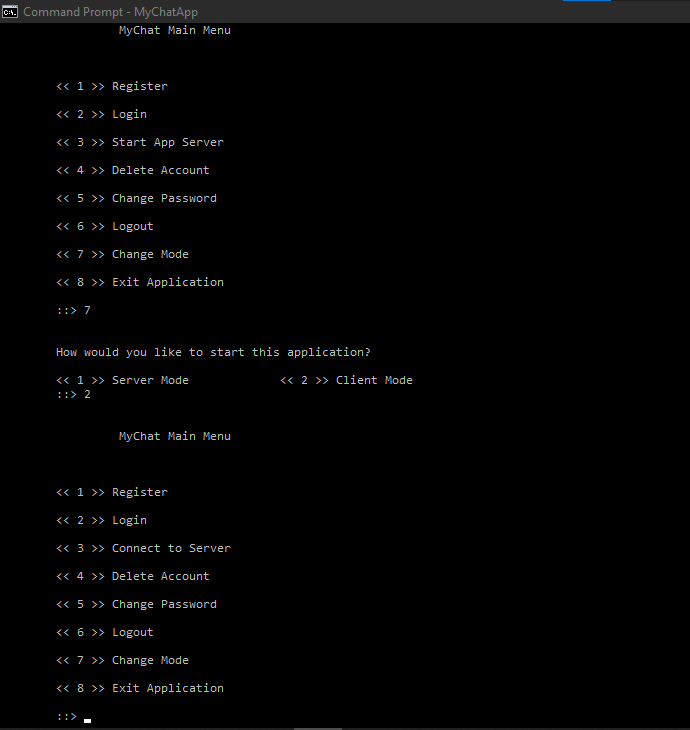 Command Prompt - MyChatApp
MyChat Main Menu
<< 1 >> Register
<< 2 >> Login
<< 3 >> Start App Server
<< 4 >> Delete Account
<< 5 >> Change Password
<< 6 >> Logout
<< 7 >> Change Mode
<< 8 >> Exit Application
::> 7
How would you like to start this application?
<< 1 >> Server Mode << 2 >> Client Mode
::> 2
MyChat Main Menu
<< 1 >> Register
<< 2 >> Login
<< 3 >> Connect to Server
<< 4 >> Delete Account
<< 5 >> Change Password
<< 6 >> Logout
<< 7 >> Change Mode
<< 8 >> Exit Application
::>